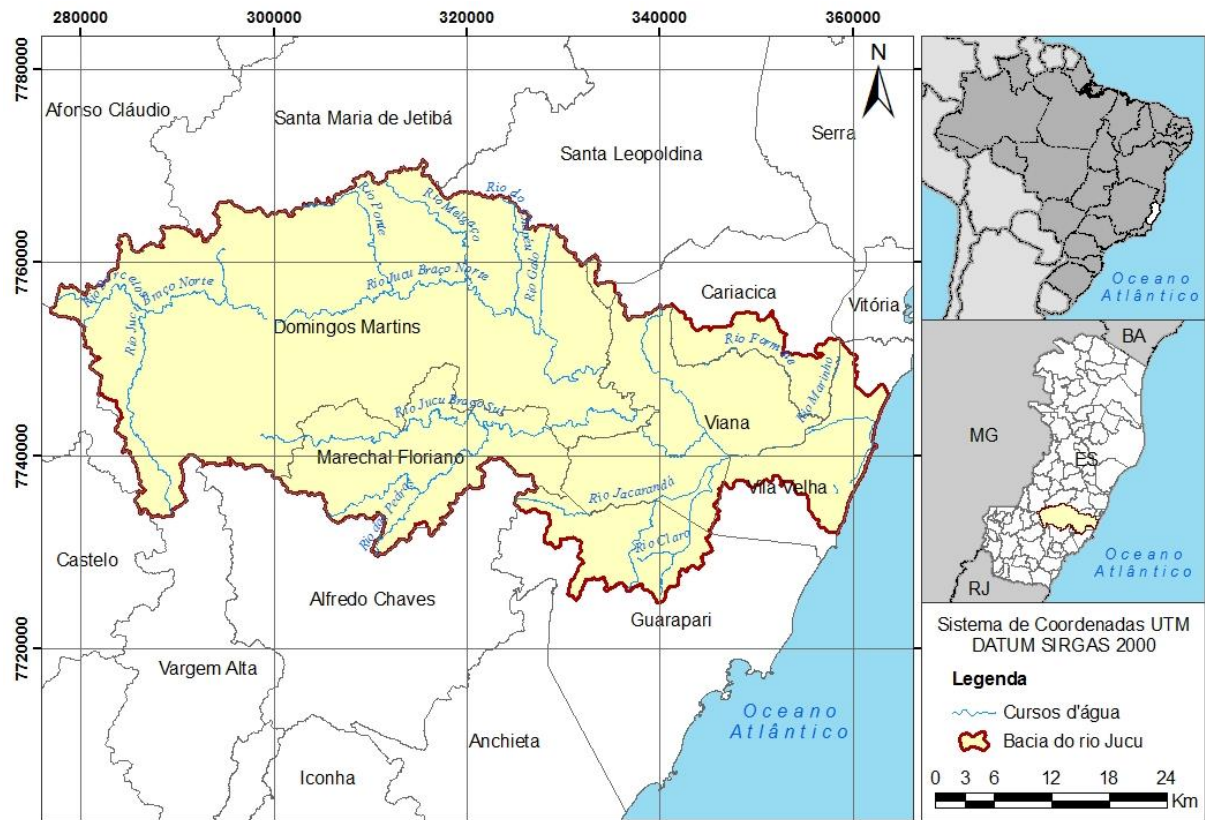 280000
300000
320000
340000
360000
7780000
7760000
7740000
7720000
N
Afonso Cláudio
Santa Maria de Jetibá
Santa Leopoldina
Serra
Cariacica
Vitória
Domingos Martins
Viana
Marechal Floriano
Vila Velha
Castelo
Alfredo Chaves
Guarapari
Vargem Alta
Anchieta
Iconha
Rio Ponte
Rio Melgaço
Rio do
Rio Galo
Rio Jucu Braço Norte
Braço Norte
Rio Formate
Rio Marinho
Rio Jucu Braço Sul
Rio das Pedras
Rio Jacarandá
Rio Claro
Oceano
Atlântico
Oceano
Atlântico
BA
MG
ES
RJ
Oceano
Atlântico
Sistema de Coordenadas UTM
DATUM SIRGAS 2000
Legenda
Cursos d'água
Bacia do rio Jucu
0 3 6 12 18 24
Km